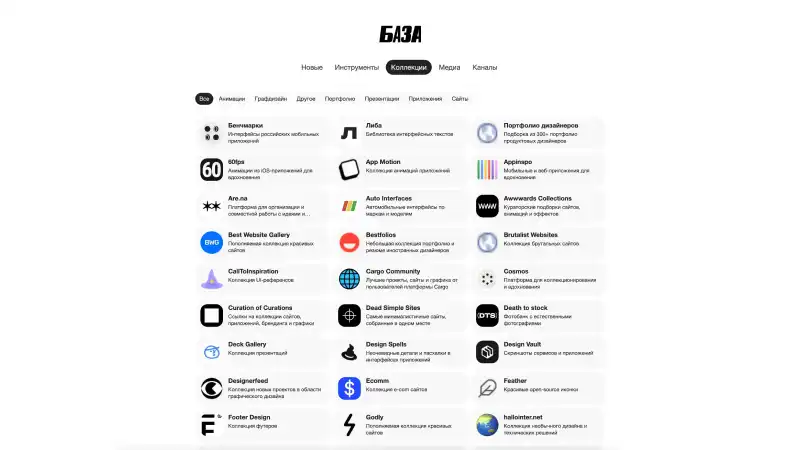 БАЗА
Новые Инструменты Коллекции Медиа Каналы
Все Анимации Графдизайн Другое Портфолио Презентации Приложения Сайты
Бенчмарки
Интерфейсы российских мобильных
приложений
Либа
Библиотека интерфейсных текстов
Портфолио дизайнеров
Подборка из 200+ портфолио
продуктовых дизайнеров
60
60fps
Анимации из iOS-приложений для
вдохновения
App Motion
Коллекция анимаций приложений
Appinspo
Мобильные и веб-приложения для
вдохновения
Are.na
Платформа для организации и
совместной работы с идеями и...
Auto Interfaces
Автомобильные интерфейсы по
маркам и моделям
WWW
Awwwards Collections
Кураторские подборки сайтов,
анимаций и эффектов
BWG
Best Website Gallery
Пополняемая коллекция красивых
сайтов
Bestfolios
Небольшая коллекция портфолио и
резюме иностранных дизайнеров
Brutalist Websites
Коллекция брутальных сайтов
CallToInspiration
Коллекция UI-референсов
Cargo Community
Лучшие проекты, сайты и графика от
пользователей платформы Cargo
Cosmos
Платформа для коллекционирования
и вдохновения
Curation of Curations
Ссылки на коллекции сайтов,
приложений, брендинга и графики
Dead Simple Sites
Самые минималистичные сайты,
собранные в одном месте
(DTS)
Death to stock
Фотобанк с естественными
фотографиями
Deck Gallery
Коллекция презентаций
Design Spells
Неочевидные детали и пасхалки в
интерфейсах приложений
Design Vault
Скриншоты сервисов и приложений
Designerfeed
Коллекция новых проектов в области
графического дизайна
$
Ecomm
Коллекция e-com сайтов
Feather
Красивые open-source иконки
Footer Design
Коллекция футеров
Godly
Пополняемая коллекция красивых
сайтов
hallointer.net
Коллекция необычного дизайна и
технических решений